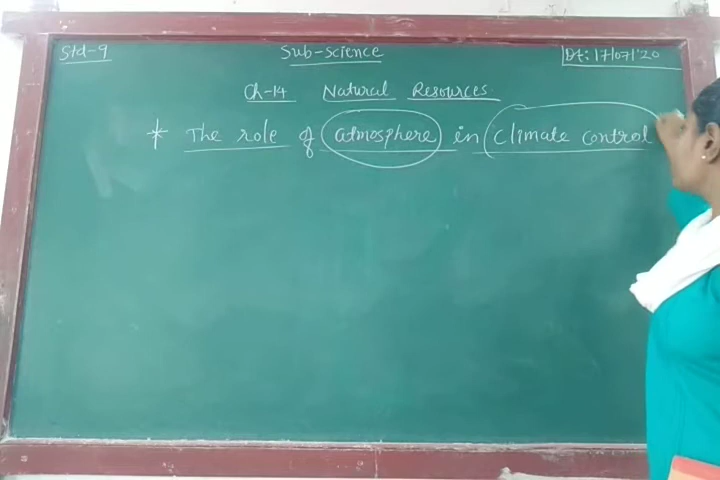 Std-9 Sub-science Dt:17/07/'20
Ch-14 Natural Resources
* The role of atmosphere in climate control